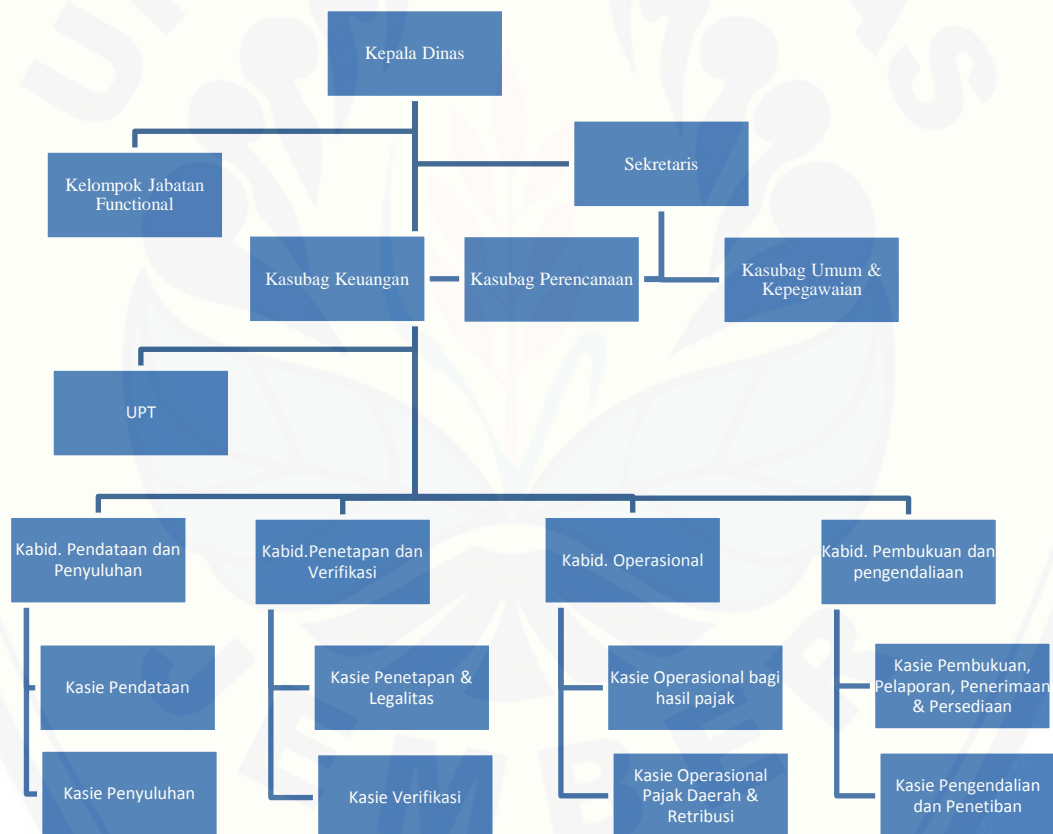 Kepala Dinas
Sekretaris
Kelompok Jabatan
Functional
Kasubag Keuangan
Kasubag Perencanaan
Kasubag Umum &
Kepegawaian
UPT
Kabid. Pendataan dan
Penyuluhan
Kabid.Penetapan dan
Verifikasi
Kabid. Operasional
Kabid. Pembukuan dan
pengendaliaan
Kasie Pendataan
Kasie Penetapan &
Legalitas
Kasie Operasional bagi
hasil pajak
Kasie Pembukuan,
Pelaporan, Penerimaan
& Persediaan
Kasie Penyuluhan
Kasie Verifikasi
Kasie Operasional
Pajak Daerah &
Retribusi
Kasie Pengendalian
dan Penetiban
JEMBER